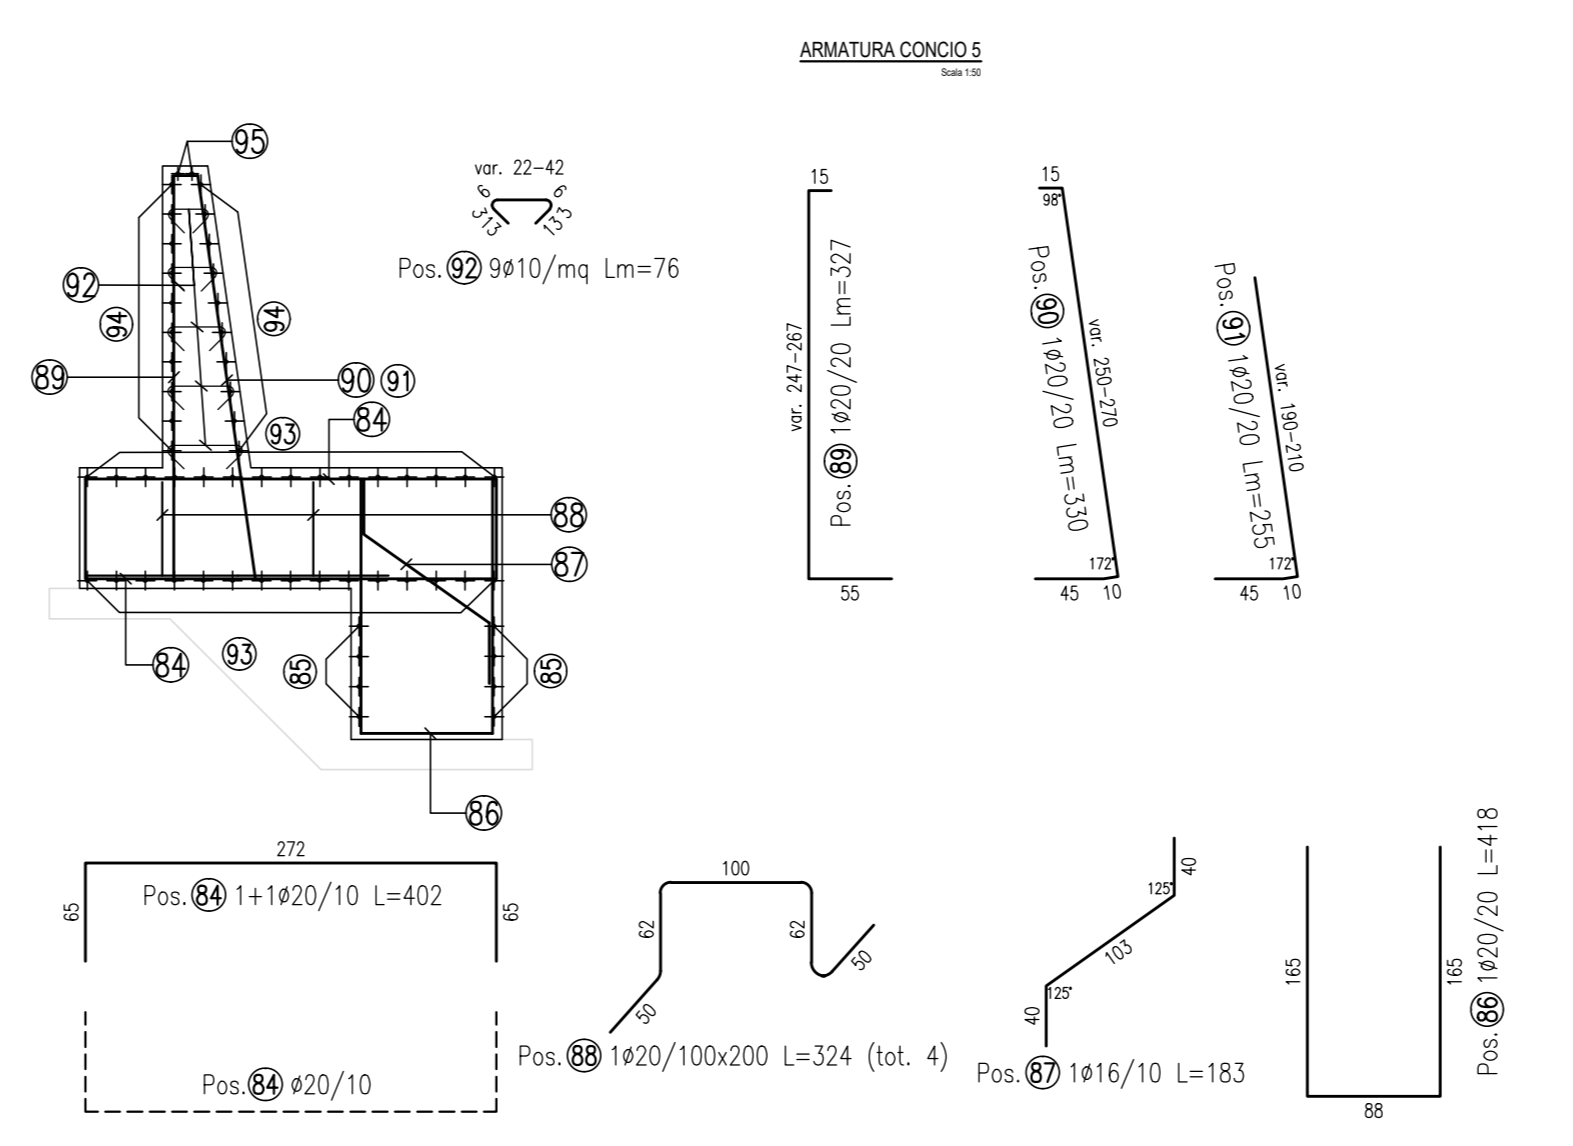 ARMATURA CONCIO 5
Scala 1:50
95
92
94
94
89
90 91
84
93
88
87
84
93
85
85
86
var. 22-42
6 6
313 133
Pos. 92 9ø10/mq Lm=76
15
var. 247-267
Pos. 89 1ø20/20 Lm=327
55
15
98°
Pos. 90 1ø20/20 Lm=330
var. 250-270
172°
45 10
Pos. 91 1ø20/20 Lm=255
var. 190-210
172°
45 10
272
65
Pos. 84 1+1ø20/10 L=402
65
Pos. 84 ø20/10
100
62
62
50
50
Pos. 88 1ø20/100x200 L=324 (tot. 4)
40
125°
103
125°
40
Pos. 87 1ø16/10 L=183
165
165
88
Pos. 86 1ø20/20 L=418